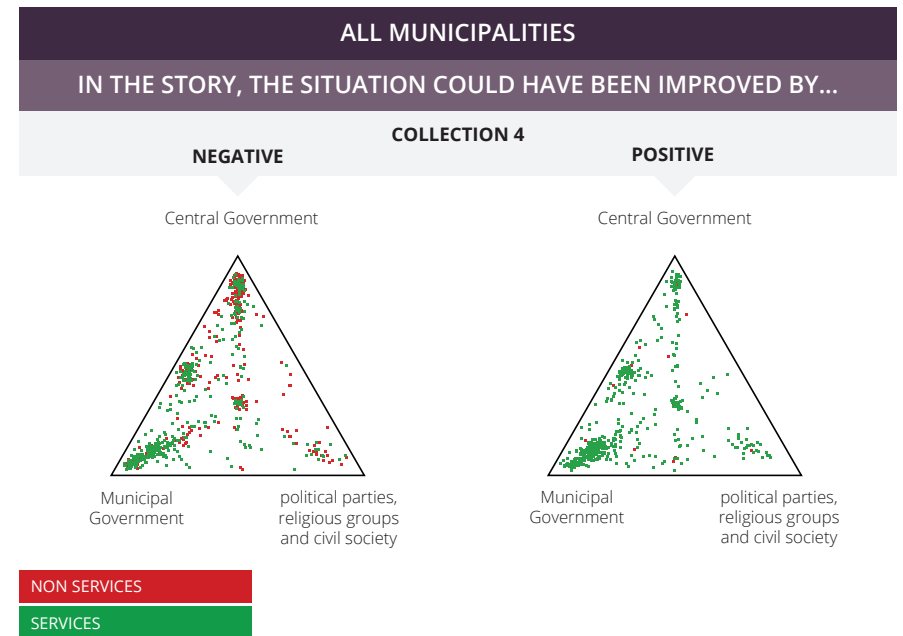 ALL MUNICIPALITIES
IN THE STORY, THE SITUATION COULD HAVE BEEN IMPROVED BY...
COLLECTION 4
NEGATIVE
POSITIVE
Central Government
Central Government
Municipal
Government
political parties,
religious groups
and civil society
Municipal
Government
political parties,
religious groups
and civil society
NON SERVICES
SERVICES